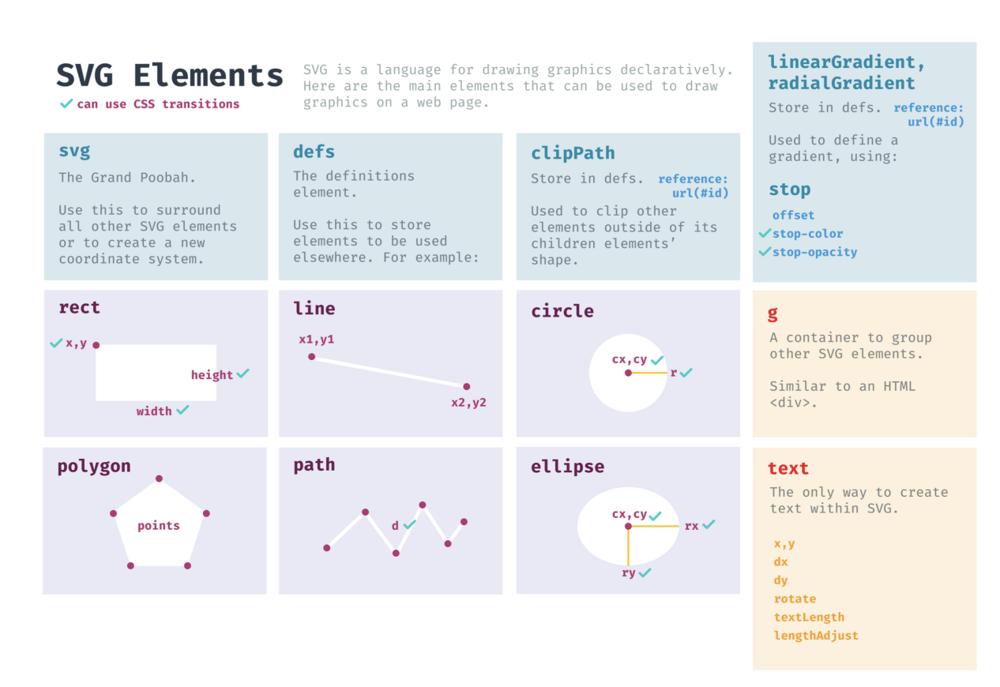 SVG Elements
✓ can use CSS transitions
SVG is a language for drawing graphics declaratively.
Here are the main elements that can be used to draw
graphics on a web page.
svg
The Grand Poobah.
Use this to surround
all other SVG elements
or to create a new
coordinate system.
defs
The definitions
element.
Use this to store
elements to be used
elsewhere. For example:
clipPath
Store in defs. reference:
url(#id)
Used to clip other
elements outside of its
children elements’
shape.
linearGradient,
radialGradient
Store in defs. reference:
url(#id)
Used to define a
gradient, using:
stop
offset
✓ stop-color
✓ stop-opacity
rect
✓ x,y
height ✓
width ✓
line
x1,y1
x2,y2
circle
cx,cy ✓
r ✓
g
A container to group
other SVG elements.
Similar to an HTML
<div>.
polygon
points
path
d ✓
ellipse
cx,cy ✓
rx ✓
ry ✓
text
The only way to create
text within SVG.
x,y
dx
dy
rotate
textLength
lengthAdjust